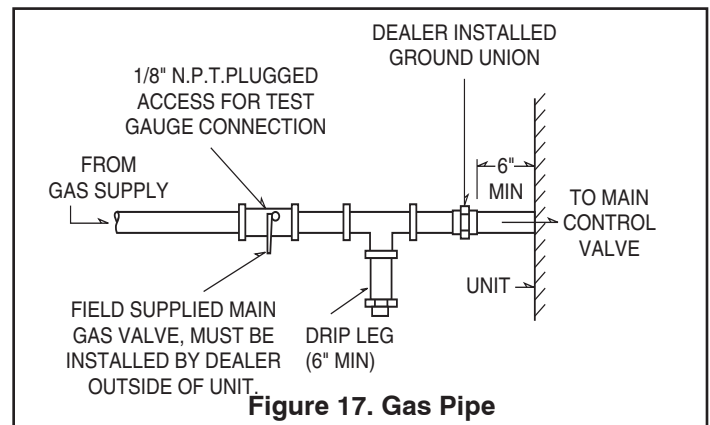 DEALER INSTALLED
GROUND UNION
1/8" N.P.T.PLUGGED
ACCESS FOR TEST
GAUGE CONNECTION
FROM
GAS SUPPLY
6"
MIN
TO MAIN
CONTROL
VALVE
UNIT
FIELD SUPPLIED MAIN
GAS VALVE, MUST BE
INSTALLED BY DEALER
OUTSIDE OF UNIT.
DRIP LEG
(6" MIN)
Figure 17. Gas Pipe